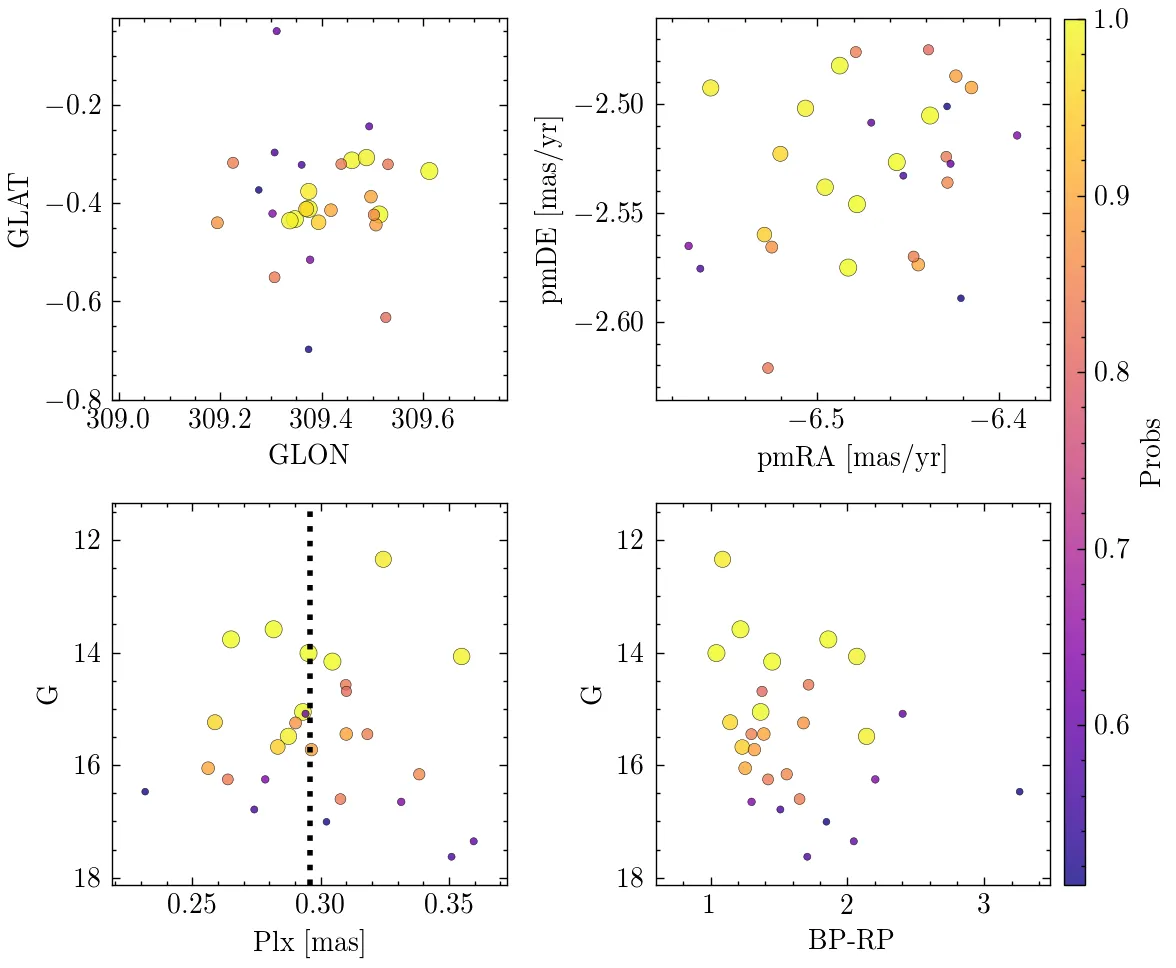 −0.2
−0.4
−0.6
−0.8
GLAT
309.0 309.2 309.4 309.6
GLON
−2.50
−2.55
−2.60
pmDE [mas/yr]
−6.5 −6.4
pmRA [mas/yr]
12
14
16
18
G
0.25 0.30 0.35
Plx [mas]
12
14
16
18
G
1 2 3
BP-RP
1.0
0.9
0.8
0.7
0.6
Probs